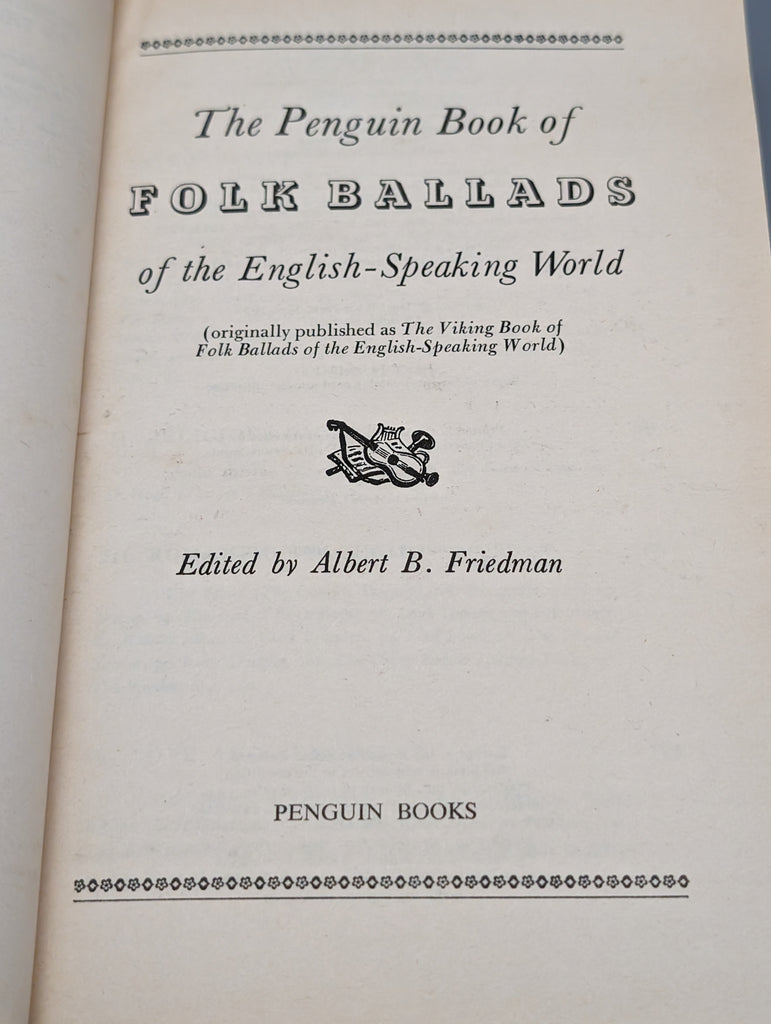 The Penguin Book of
FOLK BALLADS
of the English-Speaking World
(originally published as The Viking Book of
Folk Ballads of the English-Speaking World)
Edited by Albert B. Friedman
PENGUIN BOOKS